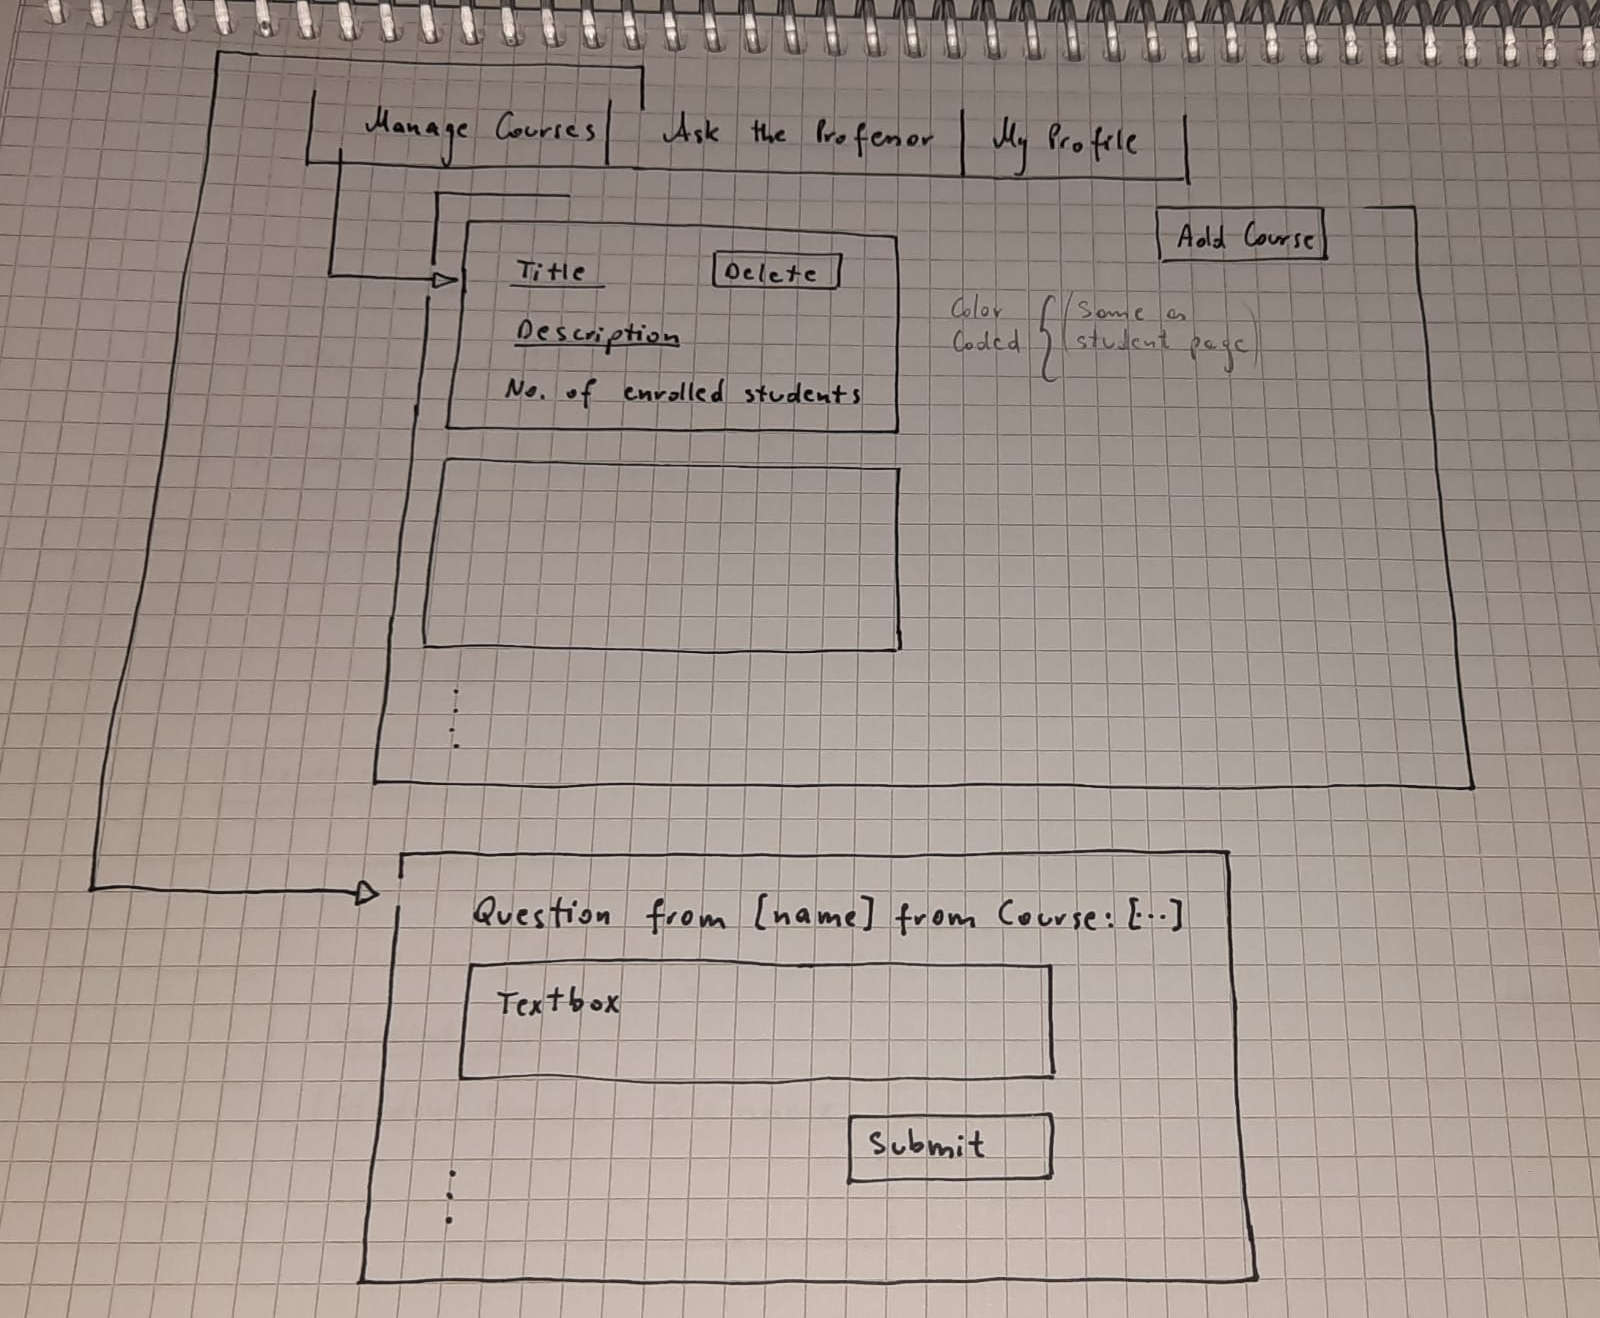 Manage Courses
Ask the Professor
My Profile
Add Course
Title
Delete
Description
No. of enrolled students
Color
Coded
(Same as
student page)
Question from [name] from Course: [...]
Textbox
Submit